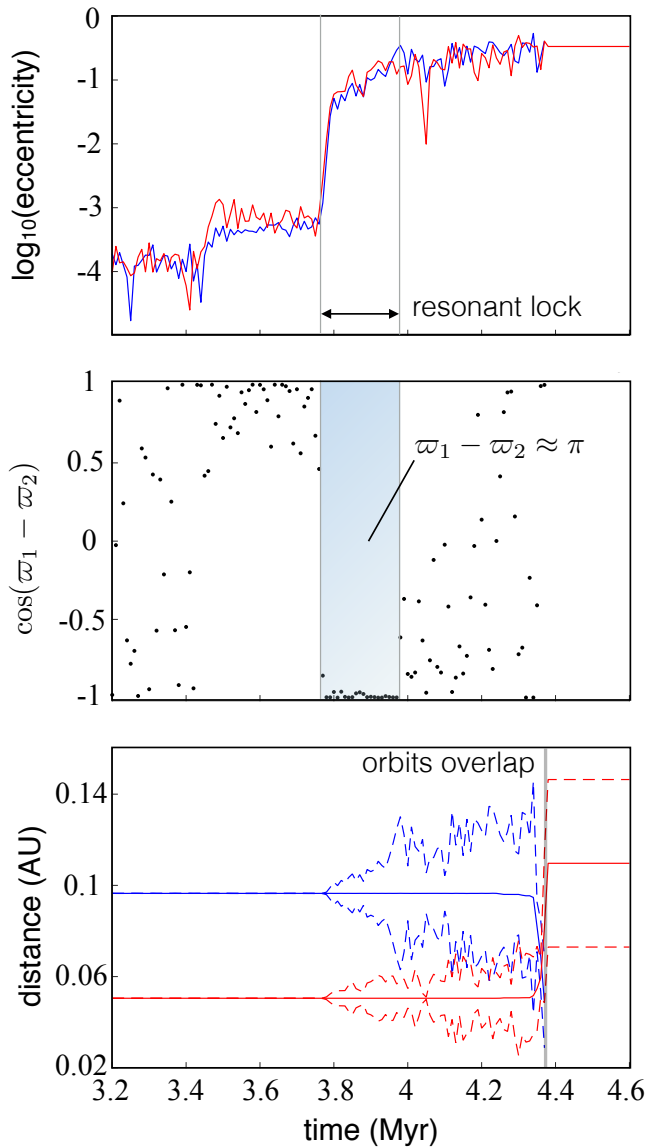 0
-1
-2
-3
-4
log₁₀(eccentricity)
resonant lock
1
0.5
0
-0.5
-1
cos(ϖ₁ − ϖ₂)
ϖ₁ − ϖ₂ ≈ π
0.14
0.1
0.06
0.02
distance (AU)
orbits overlap
3.2 3.4 3.6 3.8 4 4.2 4.4 4.6
time (Myr)